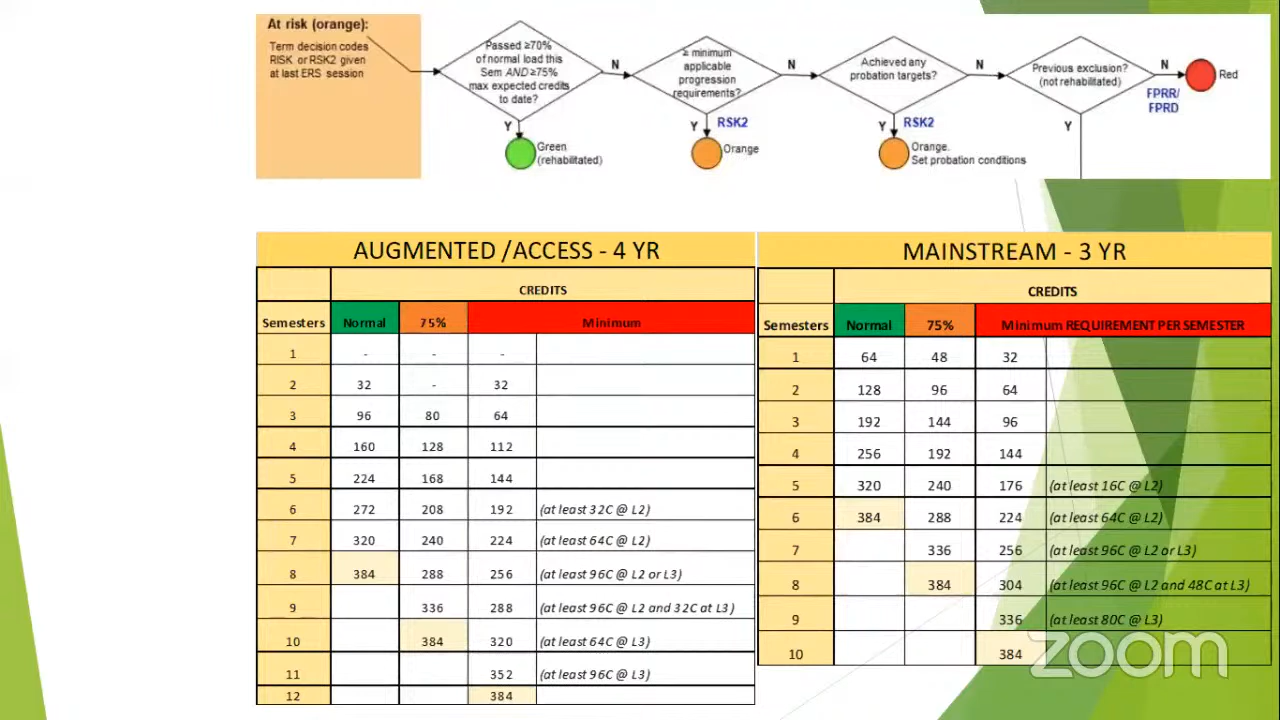 At risk (orange):
Term decision codes
RISK or RSK2 given
at last ERS session
Passed ≥70%
of normal load this
Sem AND ≥75%
max expected credits
to date?
N
Y
Green
(rehabilitated)
≥ minimum
applicable
progression
requirements?
N
Y
RSK2
Orange
Achieved any
probation targets?
N
Y
RSK2
Orange.
Set probation conditions
Previous exclusion?
(not rehabilitated)
N
Red
FPRR/
FPRD
Y
AUGMENTED /ACCESS - 4 YR
CREDITS
Semesters Normal 75% Minimum
1 - - -
2 32 - 32
3 96 80 64
4 160 128 112
5 224 168 144
6 272 208 192 (at least 32C @ L2)
7 320 240 224 (at least 64C @ L2)
8 384 288 256 (at least 96C @ L2 or L3)
9 336 288 (at least 96C @ L2 and 32C at L3)
10 384 320 (at least 64C @ L3)
11 352 (at least 96C @ L3)
12 384
MAINSTREAM - 3 YR
CREDITS
Semesters Normal 75% Minimum REQUIREMENT PER SEMESTER
1 64 48 32
2 128 96 64
3 192 144 96
4 256 192 144
5 320 240 176 (at least 16C @ L2)
6 384 288 224 (at least 64C @ L2)
7 336 256 (at least 96C @ L2 or L3)
8 384 304 (at least 96C @ L2 and 48C at L3)
9 336 (at least 80C @ L3)
10 384
zoom